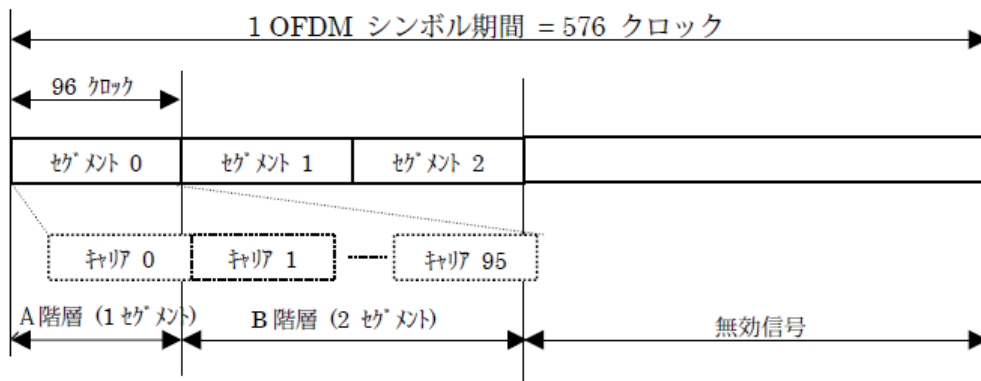 1 OFDM シンボル期間 = 576 クロック
96 ｸﾛｯｸ
ｾｸﾞﾒﾝﾄ 0 ｾｸﾞﾒﾝﾄ 1 ｾｸﾞﾒﾝﾄ 2
ｷｬﾘｱ 0 ｷｬﾘｱ 1 ｷｬﾘｱ 95
A 階層 (1 ｾｸﾞﾒﾝﾄ) B 階層 (2 ｾｸﾞﾒﾝﾄ) 無効信号